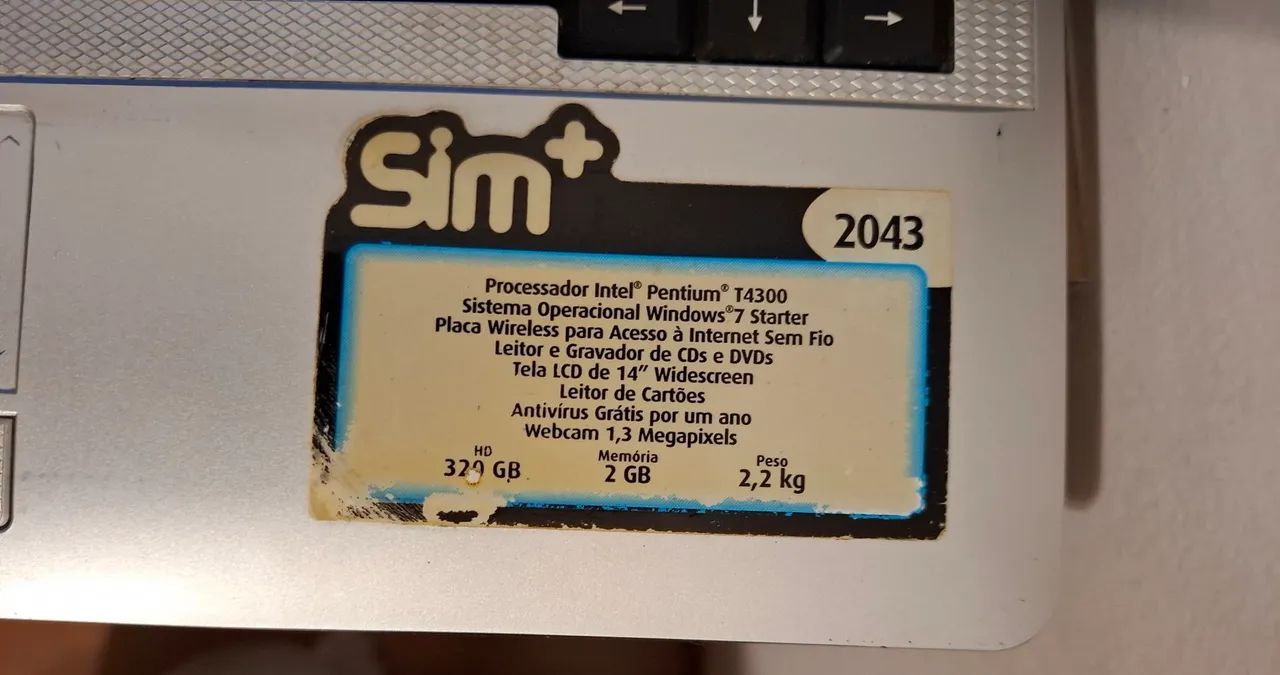 ←
↓
→
Sim+
2043
Processador Intel® Pentium® T4300
Sistema Operacional Windows®7 Starter
Placa Wireless para Acesso à Internet Sem Fio
Leitor e Gravador de CDs e DVDs
Tela LCD de 14” Widescreen
Leitor de Cartões
Antivírus Grátis por um ano
Webcam 1,3 Megapixels
HD Memória Peso
320 GB 2 GB 2,2 kg